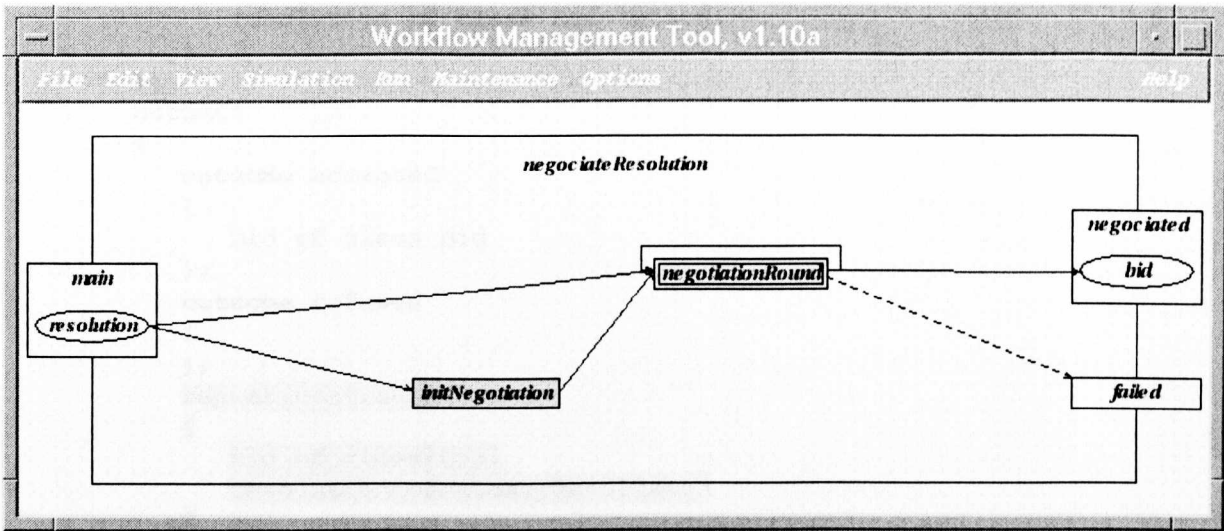 Workflow Management Tool, v1.10a
File Edit View Simulation Run Maintenance Options Help
negociateResolution
negociated
bid
main
resolution
negotiationRound
initNegotiation
failed